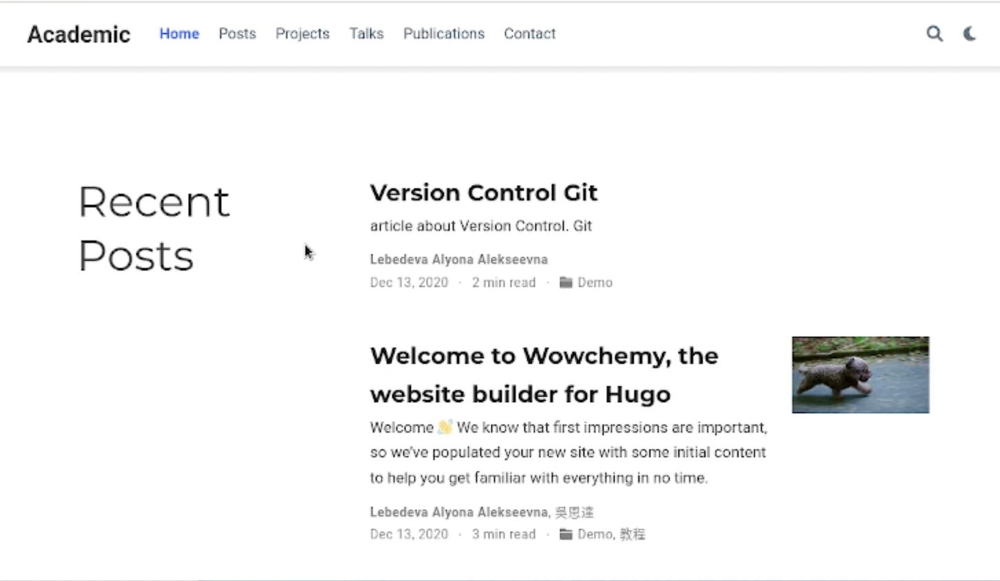 Academic Home Posts Projects Talks Publications Contact
Recent
Posts
Version Control Git
article about Version Control. Git
Lebedeva Alyona Alekseevna
Dec 13, 2020 · 2 min read · Demo
Welcome to Wowchemy, the
website builder for Hugo
Welcome 👋 We know that first impressions are important,
so we've populated your new site with some initial content
to help you get familiar with everything in no time.
Lebedeva Alyona Alekseevna, 吳恩達
Dec 13, 2020 · 3 min read · Demo, 教程